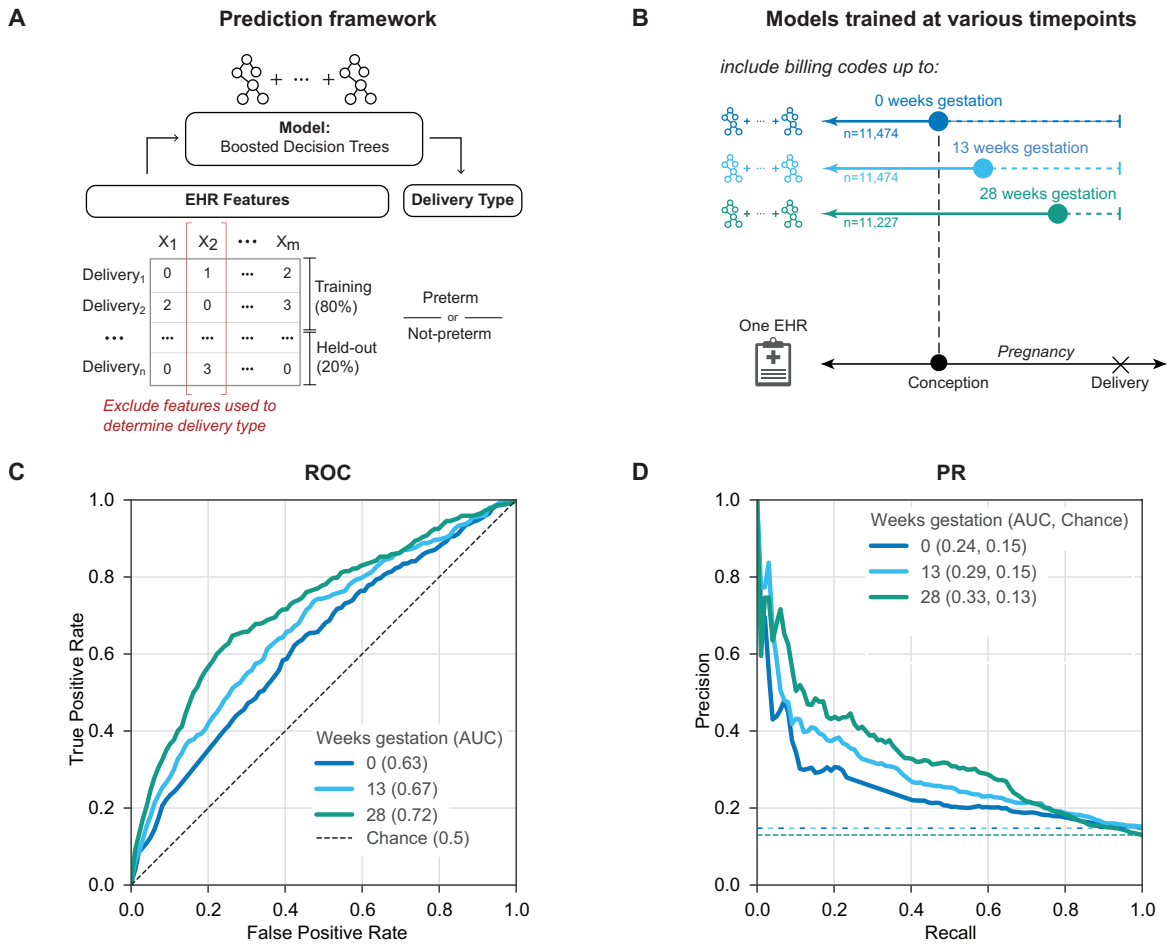 A
Prediction framework
+ ... +
Model:
Boosted Decision Trees
EHR Features
Delivery Type
X1 X2 ... Xm
Delivery1 0 1 ... 2
Delivery2 2 0 ... 3
... ... ... ... ...
Deliveryn 0 3 ... 0
Training
(80%)
Held-out
(20%)
Preterm
or
Not-preterm
Exclude features used to
determine delivery type
B
Models trained at various timepoints
include billing codes up to:
0 weeks gestation
+ ... +
n=11,474
13 weeks gestation
+ ... +
n=11,474
28 weeks gestation
+ ... +
n=11,227
One EHR
Pregnancy
Conception
Delivery
C
ROC
True Positive Rate
1.0
0.8
0.6
0.4
0.2
0.0
Weeks gestation (AUC)
0 (0.63)
13 (0.67)
28 (0.72)
Chance (0.5)
0.0 0.2 0.4 0.6 0.8 1.0
False Positive Rate
D
PR
Precision
1.0
0.8
0.6
0.4
0.2
0.0
Weeks gestation (AUC, Chance)
0 (0.24, 0.15)
13 (0.29, 0.15)
28 (0.33, 0.13)
0.0 0.2 0.4 0.6 0.8 1.0
Recall